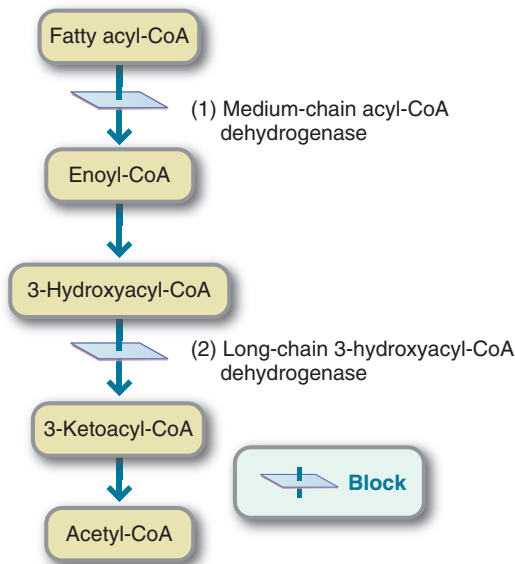 Fatty acyl-CoA
(1) Medium-chain acyl-CoA
dehydrogenase
Enoyl-CoA
3-Hydroxyacyl-CoA
(2) Long-chain 3-hydroxyacyl-CoA
dehydrogenase
3-Ketoacyl-CoA
Block
Acetyl-CoA